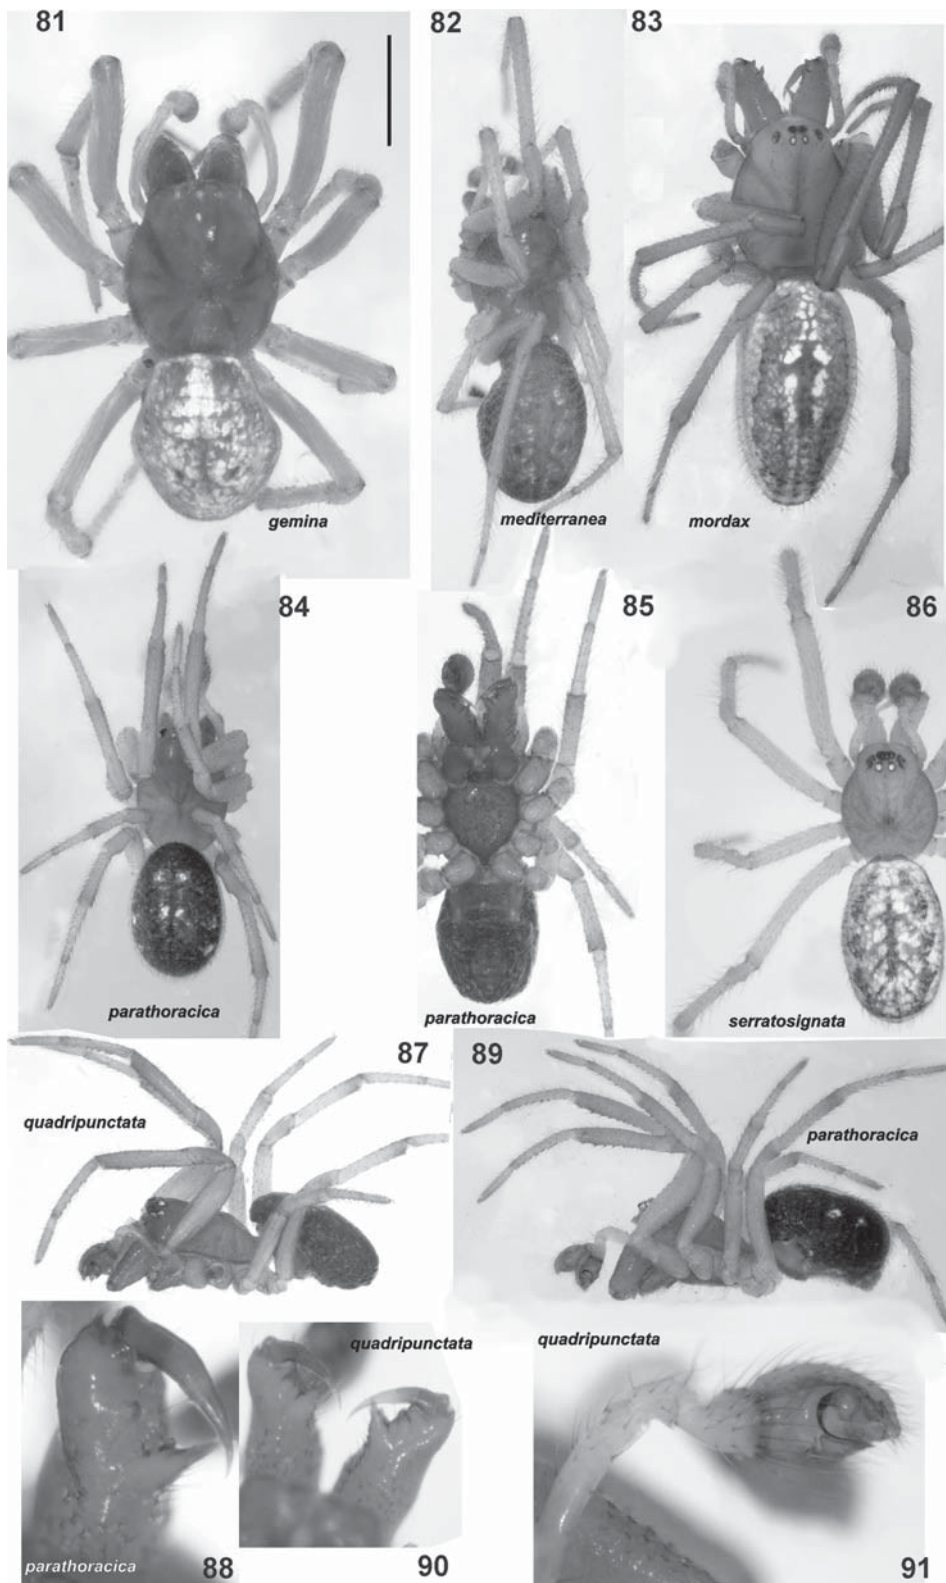 81
82
83
gemina
mediterranea
mordax
84
85
86
parathoracica
parathoracica
serratosignata
87
89
quadripunctata
parathoracica
quadripunctata
quadripunctata
parathoracica
88
90
91